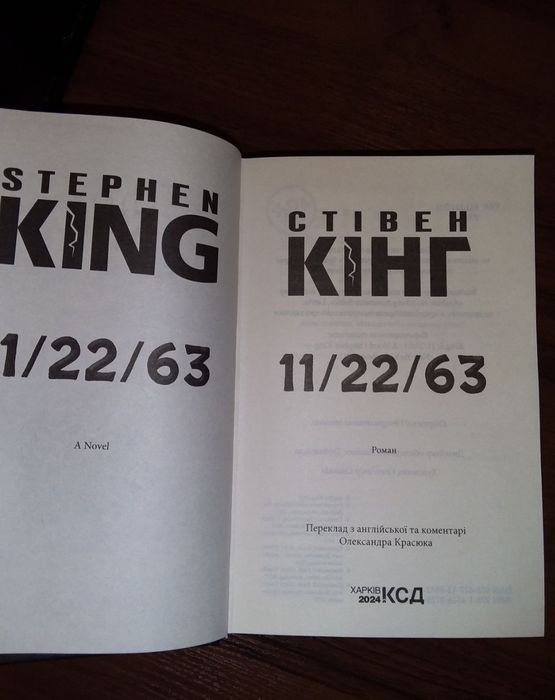 STEPHEN
KING
1/22/63
A Novel
СТІВЕН
КІНГ
11/22/63
Роман
Переклад з англійської та коментарі
Олександра Красюка
ХАРКІВ
2024
КСД